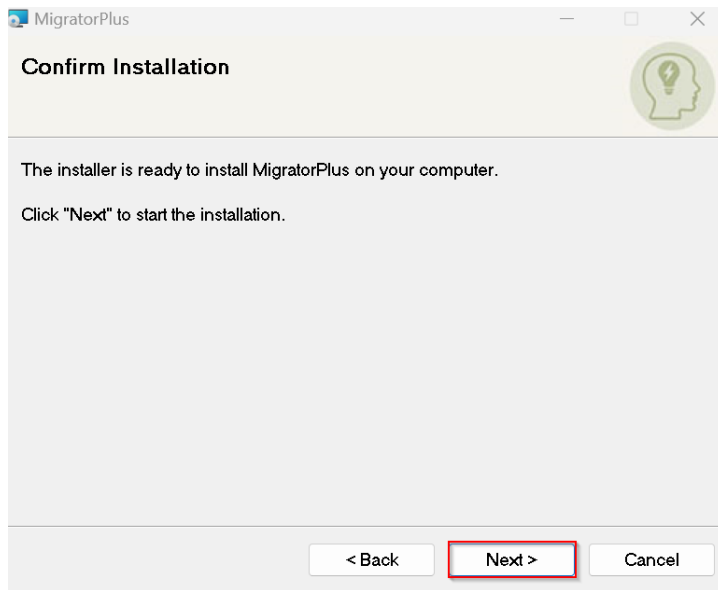 MigratorPlus
Confirm Installation
The installer is ready to install MigratorPlus on your computer.
Click "Next" to start the installation.
< Back
Next >
Cancel